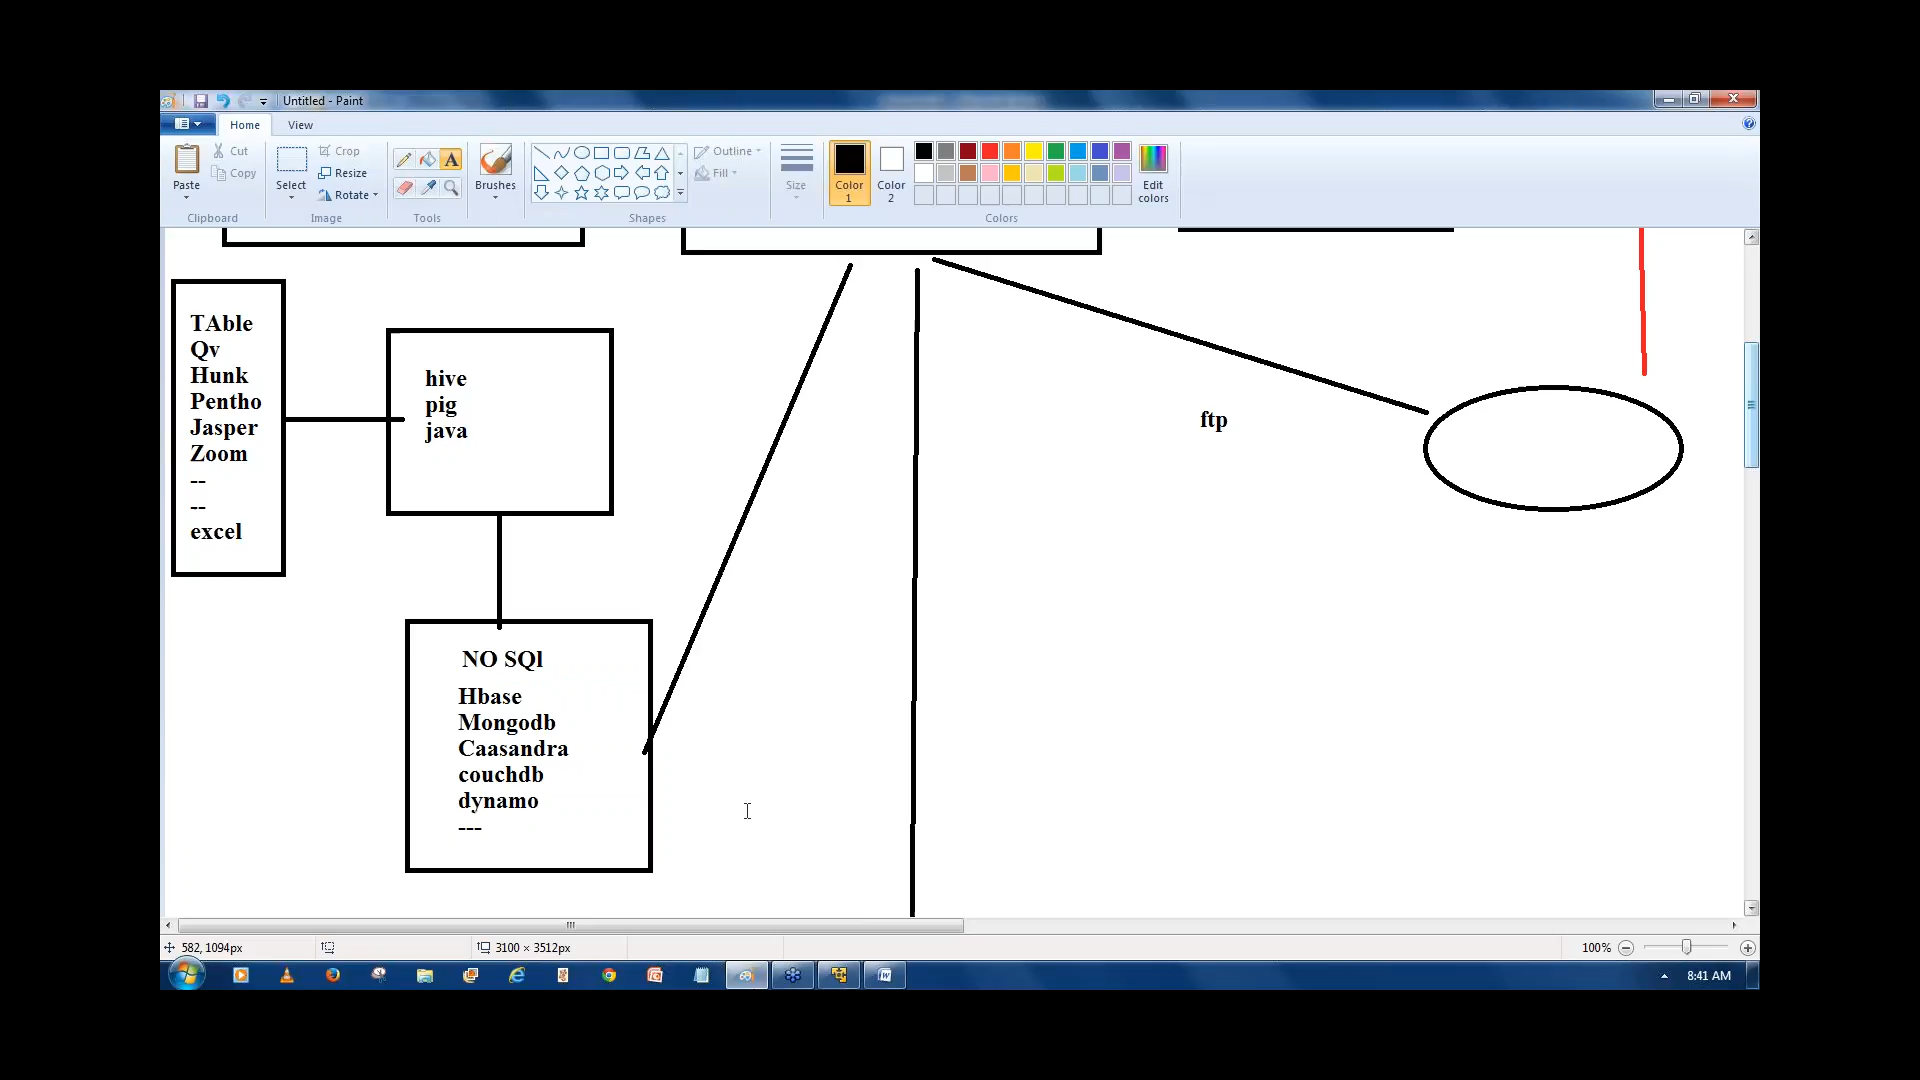 Untitled - Paint
Home
View
Paste
Cut
Copy
Clipboard
Select
Crop
Resize
Rotate
Image
Tools
Brushes
Shapes
Outline
Fill
Size
Color 1
Color 2
Edit colors
Colors
TAble
Qv
Hunk
Pentho
Jasper
Zoom
--
--
excel
hive
pig
java
ftp
NO SQl
Hbase
Mongodb
Caasandra
couchdb
dynamo
---
582, 1094px
3100 × 3512px
100%
8:41 AM